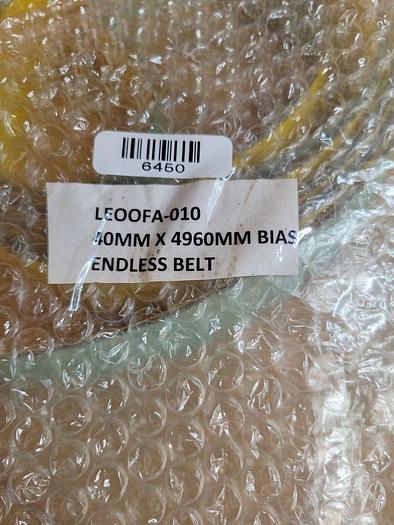 6450
LEOOFA-010
40MM X 4960MM BIAS
ENDLESS BELT